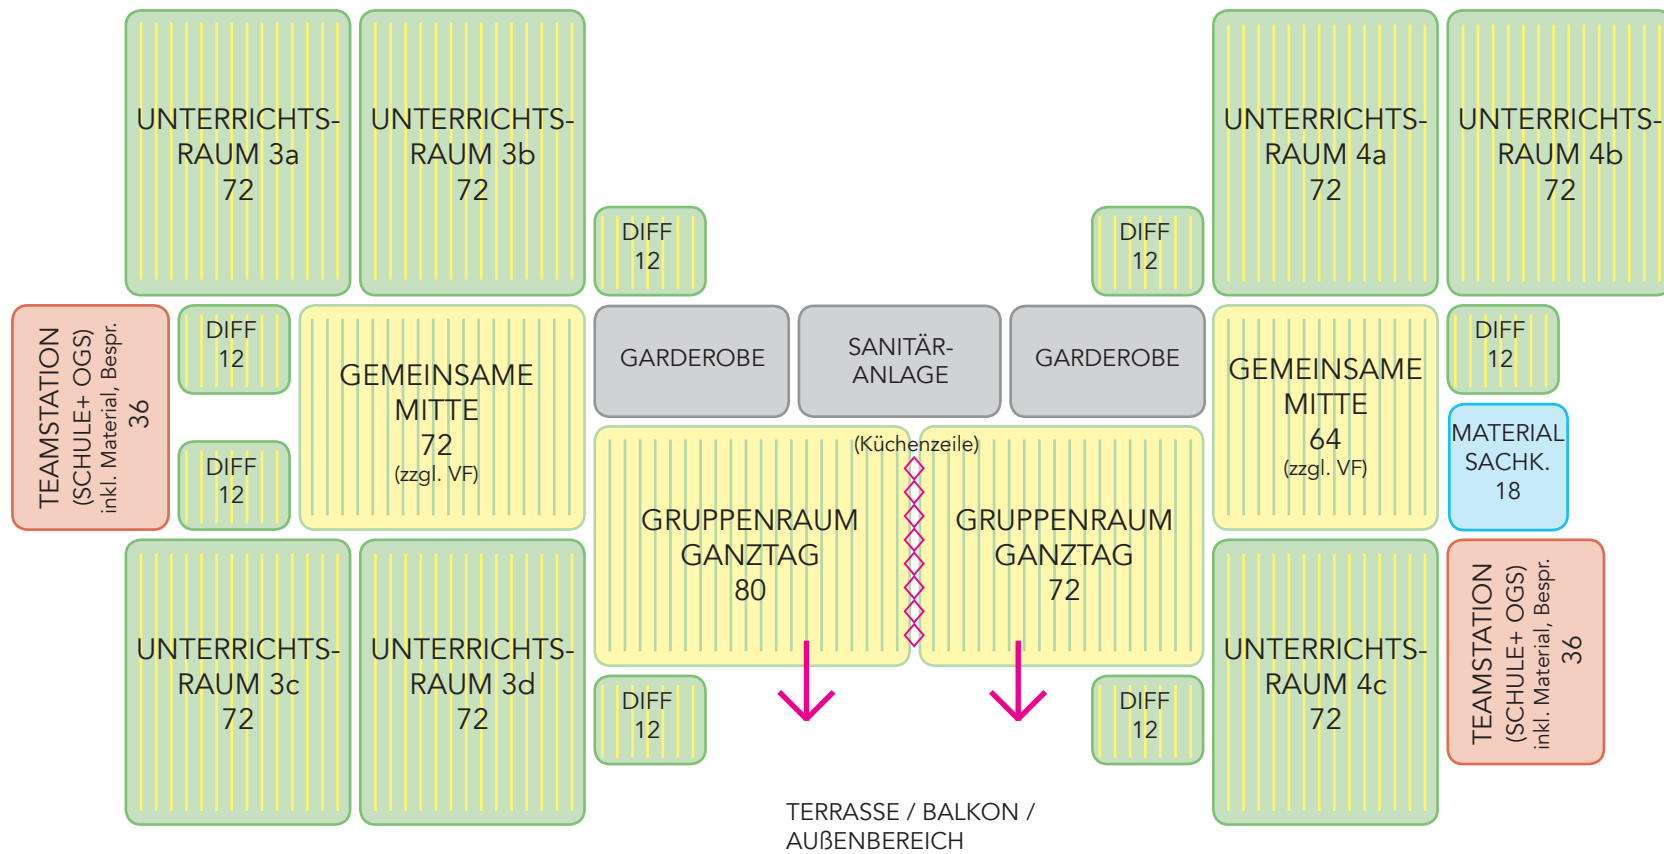 UNTERRICHTS-
RAUM 3a
72
UNTERRICHTS-
RAUM 3b
72
UNTERRICHTS-
RAUM 4a
72
UNTERRICHTS-
RAUM 4b
72
DIFF
12
DIFF
12
TEAMSTATION
(SCHULE+ OGS)
inkl. Material, Bespr.
36
DIFF
12
DIFF
12
GEMEINSAME
MITTE
72
(zzgl. VF)
GARDEROBE
SANITÄR-
ANLAGE
GARDEROBE
GEMEINSAME
MITTE
64
(zzgl. VF)
DIFF
12
MATERIAL
SACHK.
18
(Küchenzeile)
GRUPPENRAUM
GANZTAG
80
GRUPPENRAUM
GANZTAG
72
UNTERRICHTS-
RAUM 3c
72
UNTERRICHTS-
RAUM 3d
72
DIFF
12
DIFF
12
UNTERRICHTS-
RAUM 4c
72
TEAMSTATION
(SCHULE+ OGS)
inkl. Material, Bespr.
36
TERRASSE / BALKON /
AUßENBEREICH